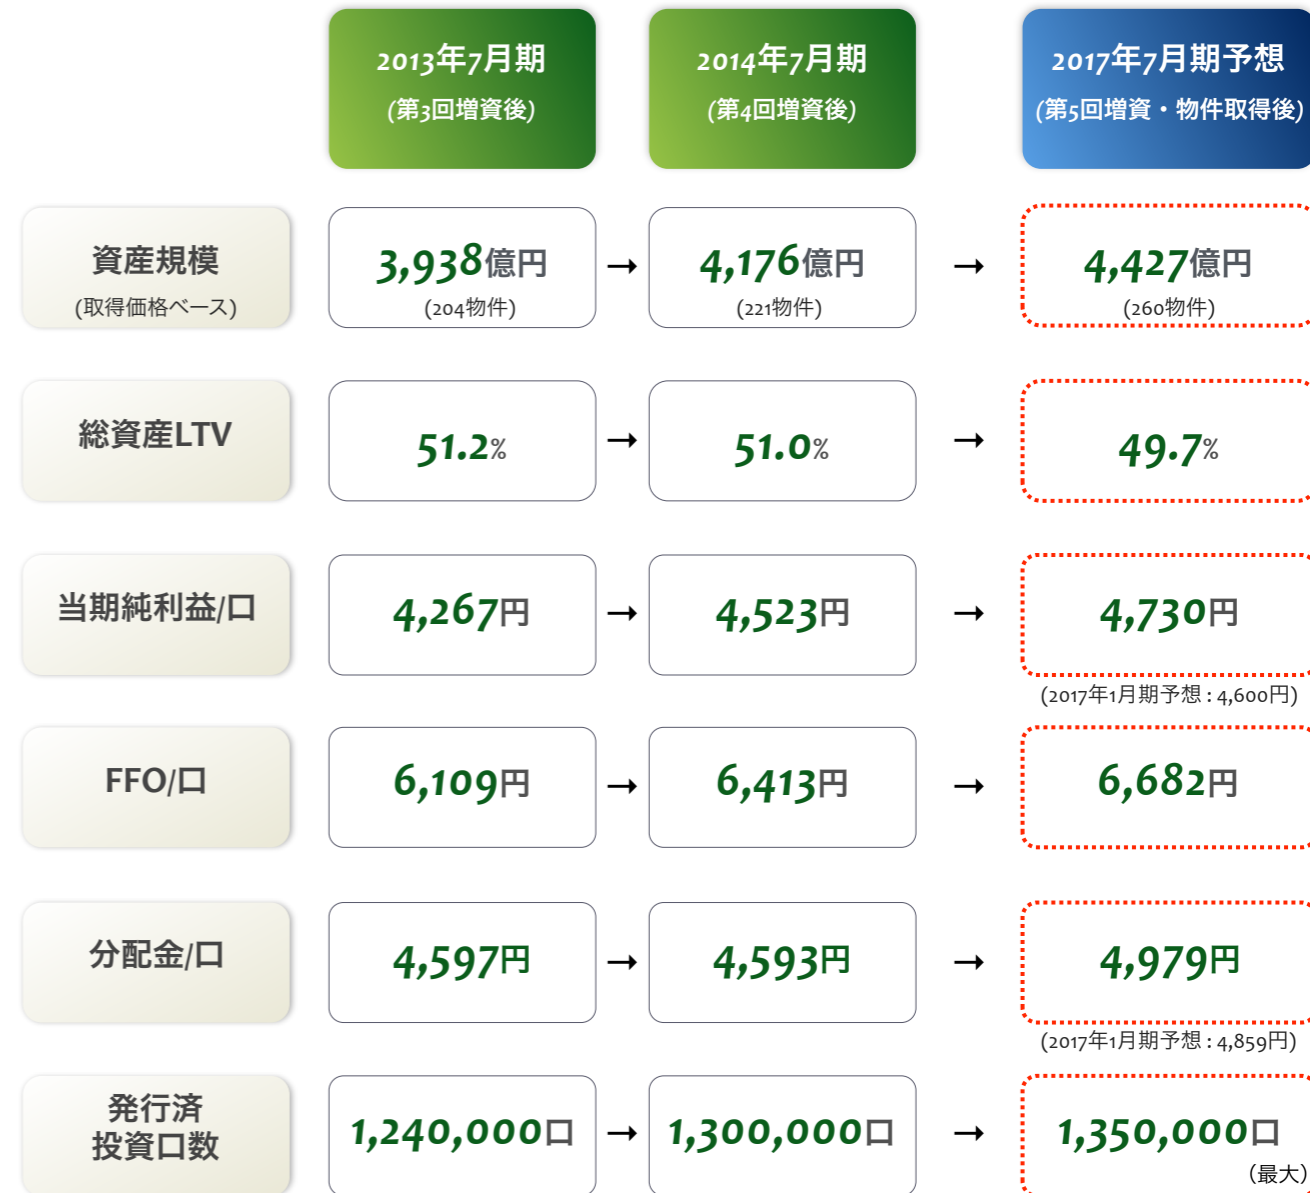 2013年7月期
(第3回増資後)
2014年7月期
(第4回増資後)
2017年7月期予想
(第5回増資・物件取得後)
資産規模
(取得価格ベース)
3,938億円
(204物件)
→
4,176億円
(221物件)
→
4,427億円
(260物件)
総資産LTV
51.2%
→
51.0%
→
49.7%
当期純利益/口
4,267円
→
4,523円
→
4,730円
(2017年1月期予想 : 4,600円)
FFO/口
6,109円
→
6,413円
→
6,682円
分配金/口
4,597円
→
4,593円
→
4,979円
(2017年1月期予想 : 4,859円)
発行済
投資口数
1,240,000口
→
1,300,000口
→
1,350,000口
(最大)